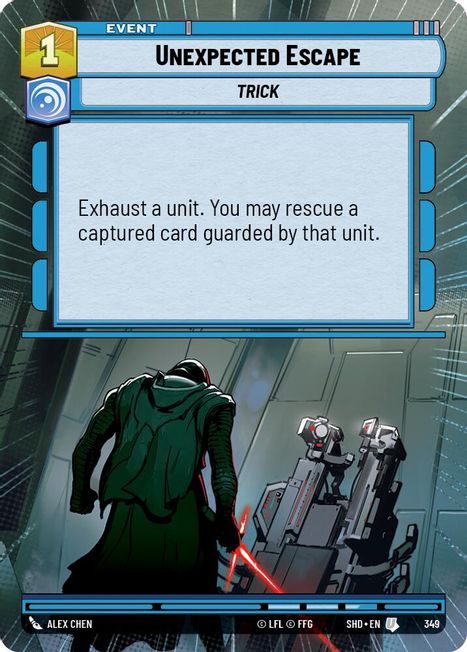 EVENT
1
UNEXPECTED ESCAPE
TRICK
Exhaust a unit. You may rescue a
captured card guarded by that unit.
ALEX CHEN
© LFL © FFG
SHD • EN
U
349